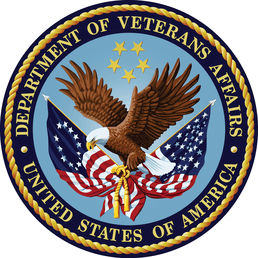 DEPARTMENT OF VETERANS AFFAIRS
UNITED STATES OF AMERICA